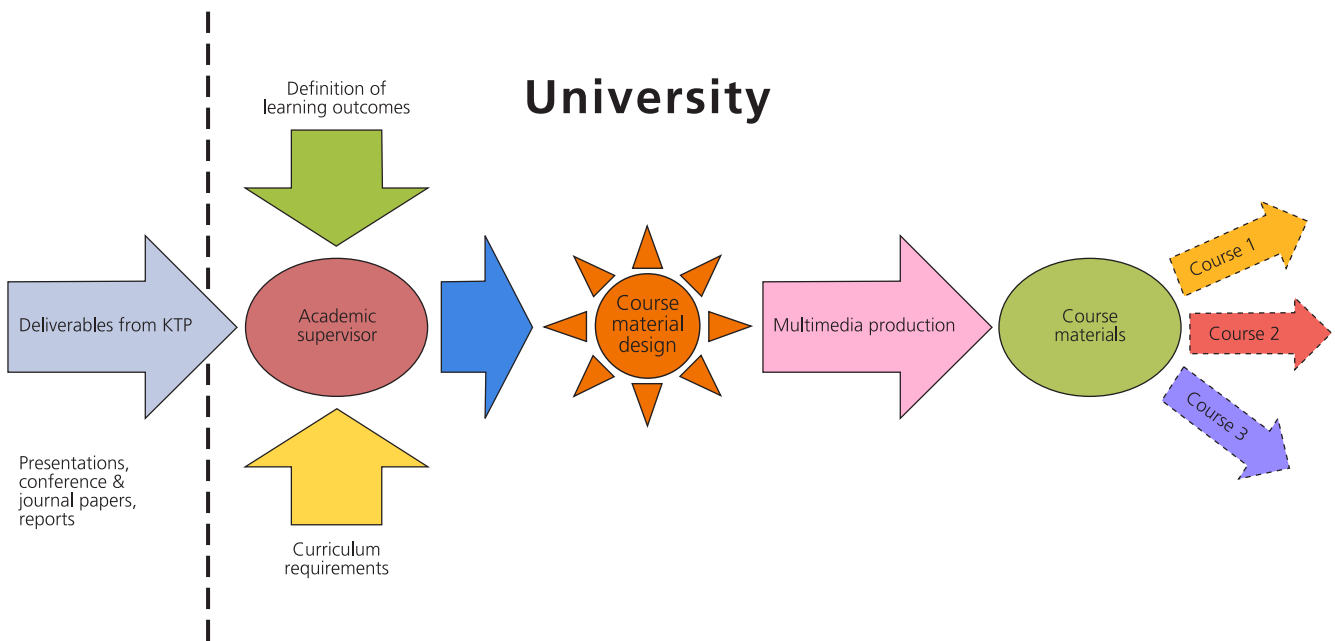 University
Definition of
learning outcomes
Deliverables from KTP
Academic
supervisor
Course
material
design
Multimedia production
Course
materials
Course 1
Course 2
Course 3
Presentations,
conference &
journal papers,
reports
Curriculum
requirements